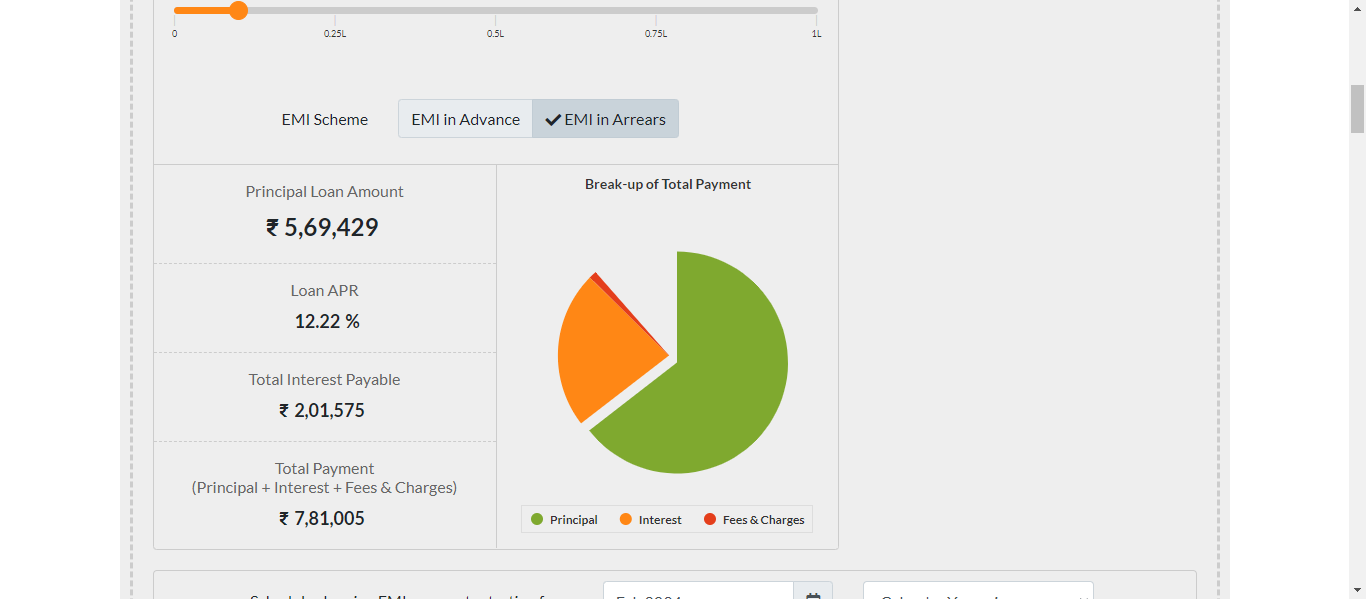 0 0.25L 0.5L 0.75L 1L
EMI Scheme EMI in Advance EMI in Arrears
Principal Loan Amount
₹ 5,69,429
Loan APR
12.22 %
Total Interest Payable
₹ 2,01,575
Total Payment
(Principal + Interest + Fees & Charges)
₹ 7,81,005
Break-up of Total Payment
Principal Interest Fees & Charges